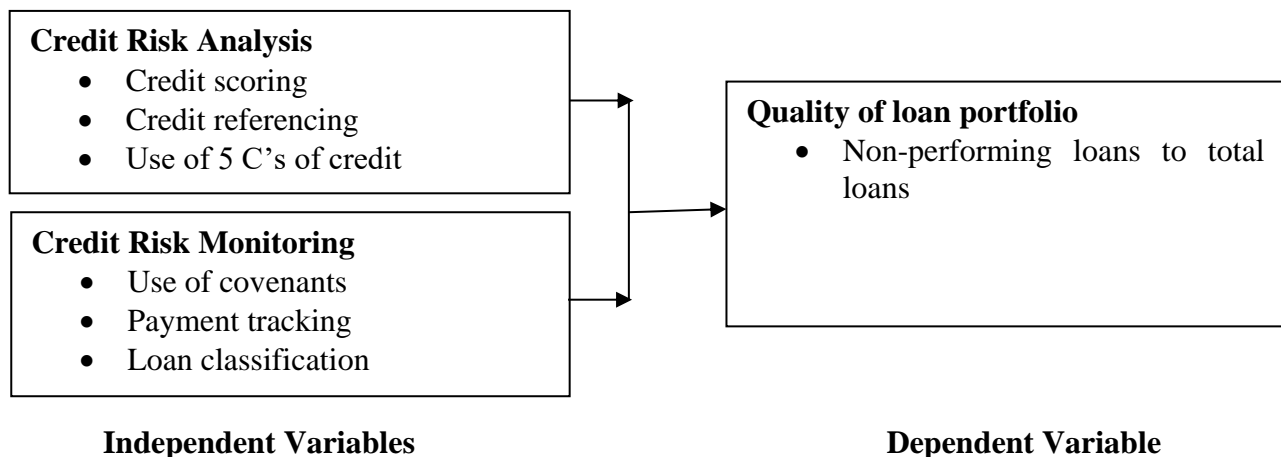 Credit Risk Analysis
• Credit scoring
• Credit referencing
• Use of 5 C’s of credit
Credit Risk Monitoring
• Use of covenants
• Payment tracking
• Loan classification
Quality of loan portfolio
• Non-performing loans to total
loans
Independent Variables
Dependent Variable